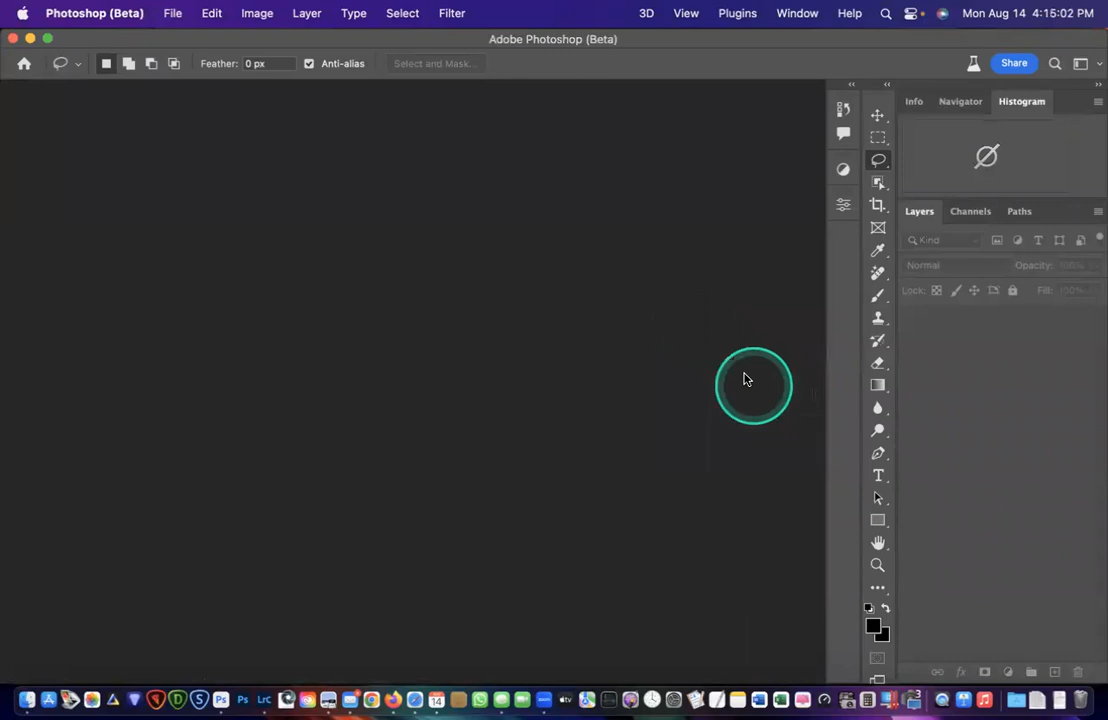 Photoshop (Beta) File Edit Image Layer Type Select Filter 3D View Plugins Window Help Mon Aug 14 4:15:02 PM
Adobe Photoshop (Beta)
Feather: 0 px Anti-alias Select and Mask... Share
Info Navigator Histogram
Layers Channels Paths
Kind
Normal Opacity: 100%
Lock: Fill: 100%